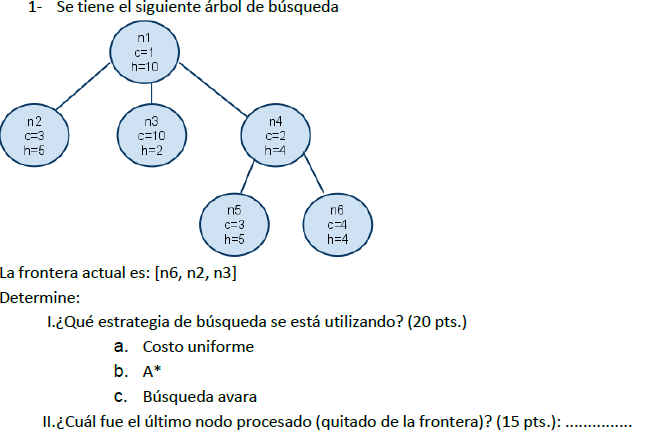 1- Se tiene el siguiente árbol de búsqueda
n1
c=1
h=10
n2
c=3
h=5
n3
c=10
h=2
n4
c=2
h=4
n5
c=3
h=5
n6
c=4
h=4
La frontera actual es: [n6, n2, n3]
Determine:
I.¿Qué estrategia de búsqueda se está utilizando? (20 pts.)
a. Costo uniforme
b. A*
c. Búsqueda avara
II.¿Cuál fue el último nodo procesado (quitado de la frontera)? (15 pts.): ...............